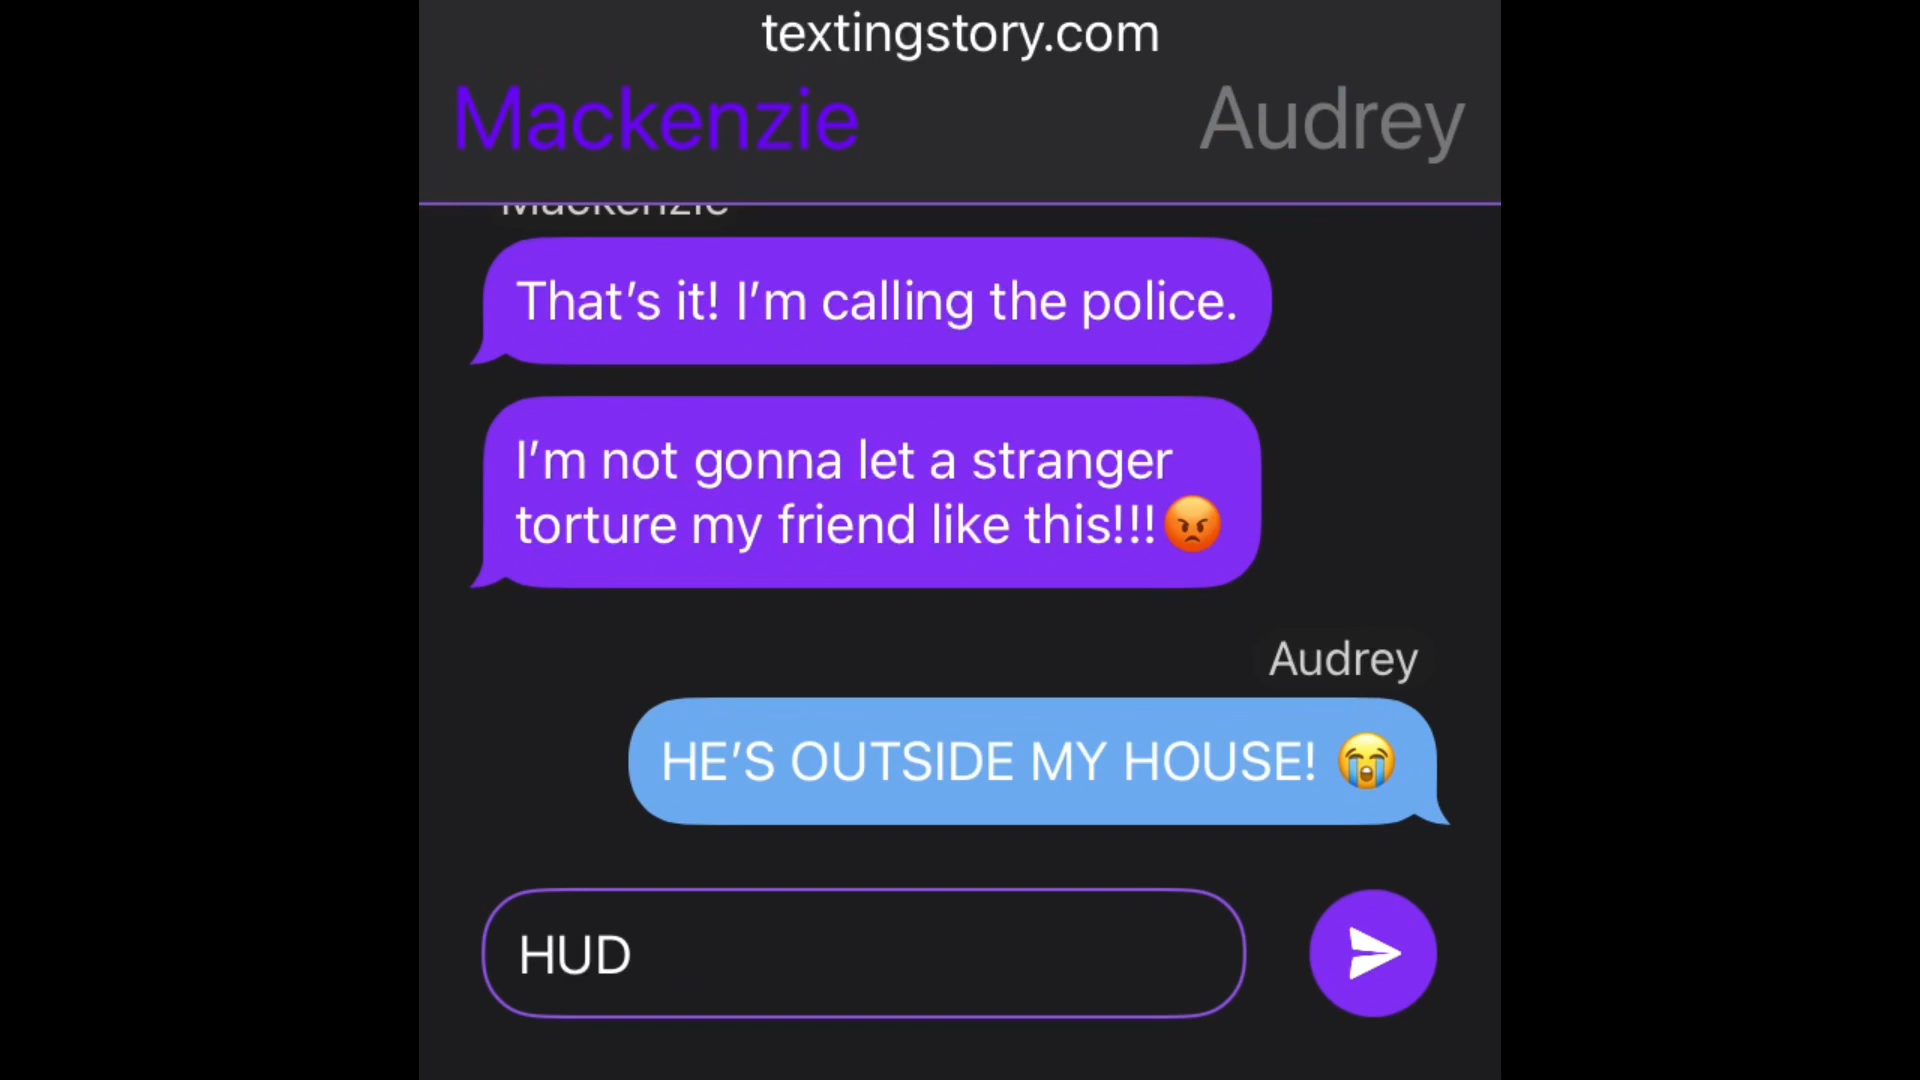 textingstory.com
Mackenzie Audrey
Mackenzie
That’s it! I’m calling the police.
I’m not gonna let a stranger
torture my friend like this!!!😡
Audrey
HE’S OUTSIDE MY HOUSE! 😭
HUD